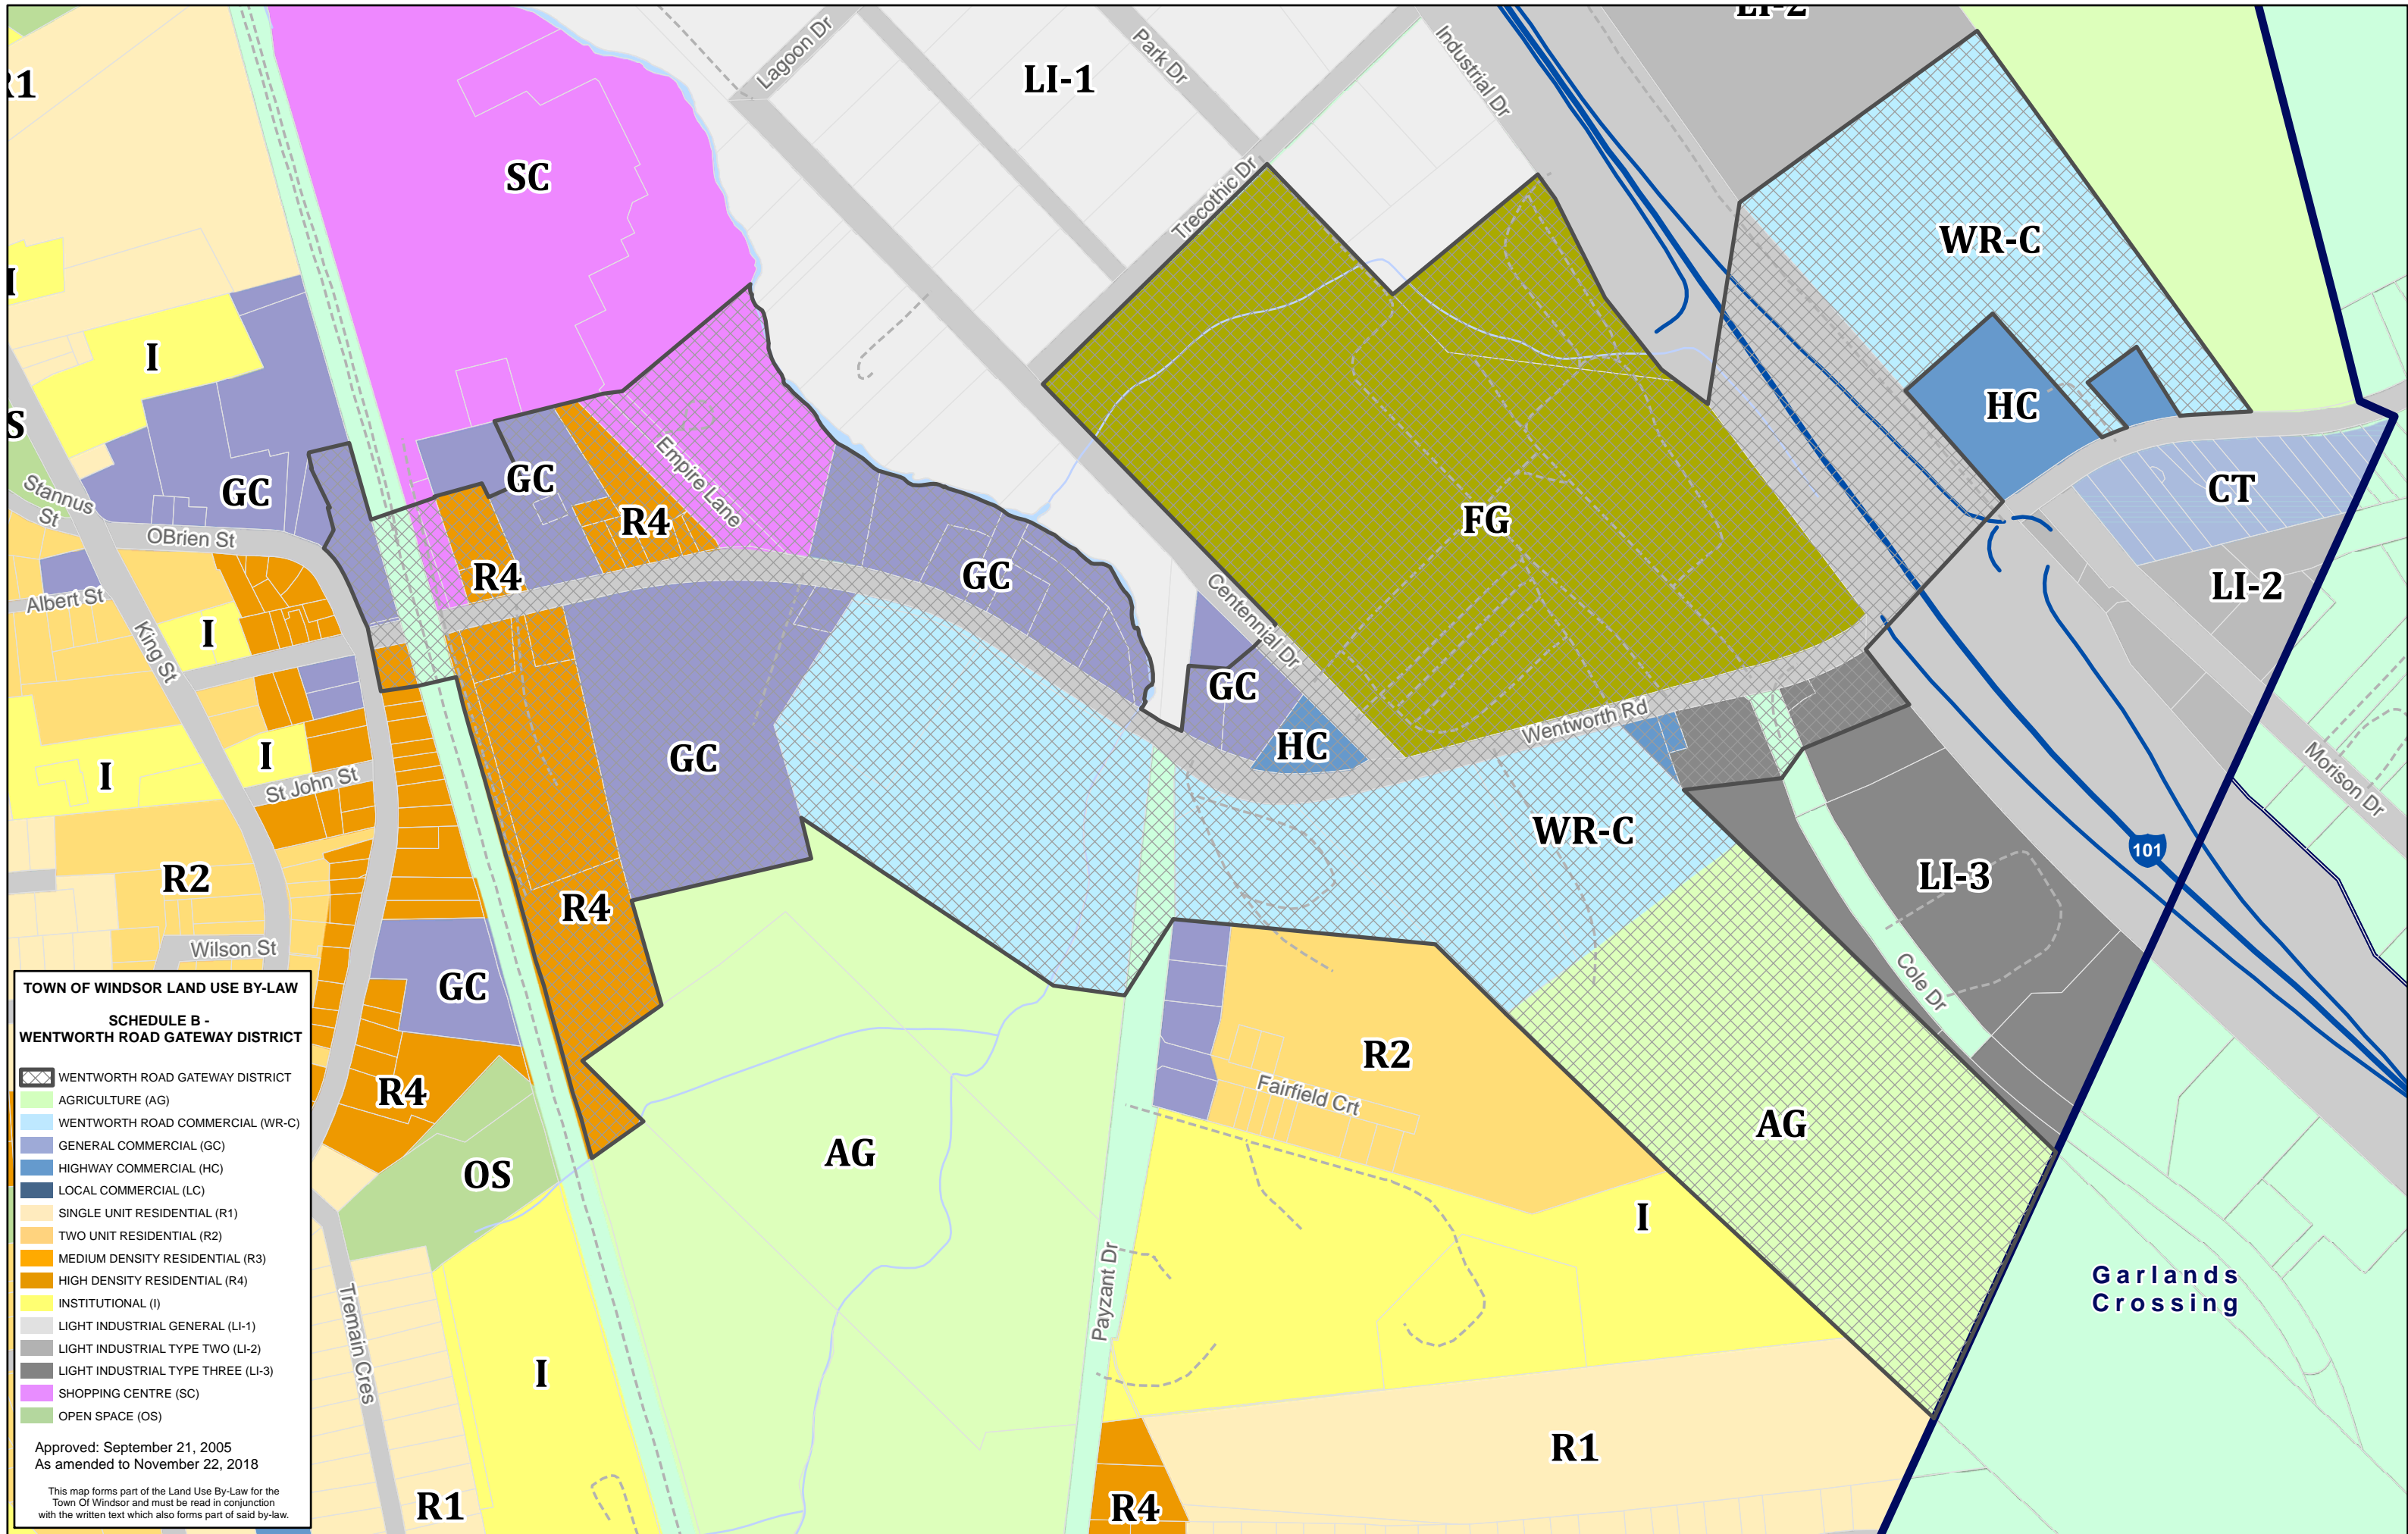 LI-2
Lagoon Dr
Park Dr
Industrial Dr
LI-1
R1
SC
Trecothic Dr
WR-C
I
I
HC
S
GC
GC
Empire Lane
CT
Stannus St
OBrien St
R4
FG
R4
GC
LI-2
Albert St
Centennial Dr
King St
I
GC
HC
Wentworth Rd
I
I
St John St
GC
Morison Dr
WR-C
101
R2
R4
LI-3
Wilson St
GC
Cole Dr
R2
R4
Fairfield Crt
AG
AG
OS
I
Payzant Dr
Garlands
Crossing
Tremain Cres
I
R1
R1
R4
TOWN OF WINDSOR LAND USE BY-LAW
SCHEDULE B -
WENTWORTH ROAD GATEWAY DISTRICT
WENTWORTH ROAD GATEWAY DISTRICT
AGRICULTURE (AG)
WENTWORTH ROAD COMMERCIAL (WR-C)
GENERAL COMMERCIAL (GC)
HIGHWAY COMMERCIAL (HC)
LOCAL COMMERCIAL (LC)
SINGLE UNIT RESIDENTIAL (R1)
TWO UNIT RESIDENTIAL (R2)
MEDIUM DENSITY RESIDENTIAL (R3)
HIGH DENSITY RESIDENTIAL (R4)
INSTITUTIONAL (I)
LIGHT INDUSTRIAL GENERAL (LI-1)
LIGHT INDUSTRIAL TYPE TWO (LI-2)
LIGHT INDUSTRIAL TYPE THREE (LI-3)
SHOPPING CENTRE (SC)
OPEN SPACE (OS)
Approved: September 21, 2005
As amended to November 22, 2018
This map forms part of the Land Use By-Law for the
Town Of Windsor and must be read in conjunction
with the written text which also forms part of said by-law.